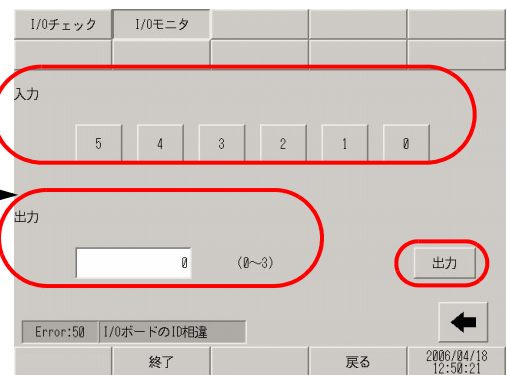 I/Oチェック I/Oモニタ
入力
5 4 3 2 1 0
出力
0 (0～3) 出力
Error:50 I/OボードのID相違
終了 戻る 2006/04/18
12:50:21